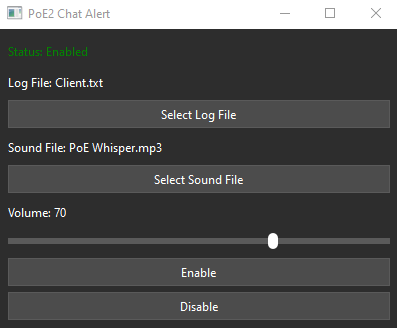 PoE2 Chat Alert
Status: Enabled
Log File: Client.txt
Select Log File
Sound File: PoE Whisper.mp3
Select Sound File
Volume: 70
Enable
Disable